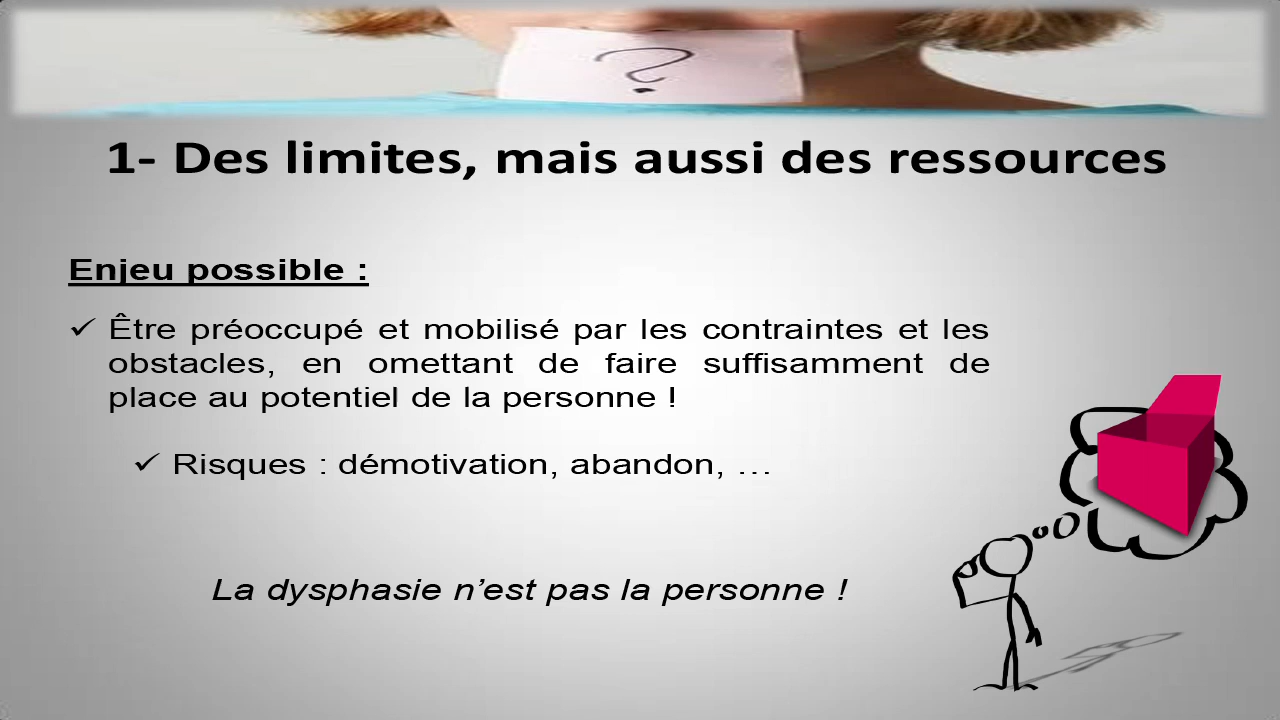 ?
1- Des limites, mais aussi des ressources
Enjeu possible :
✓ Être préoccupé et mobilisé par les contraintes et les
obstacles, en omettant de faire suffisamment de
place au potentiel de la personne !
✓ Risques : démotivation, abandon, …
La dysphasie n’est pas la personne !